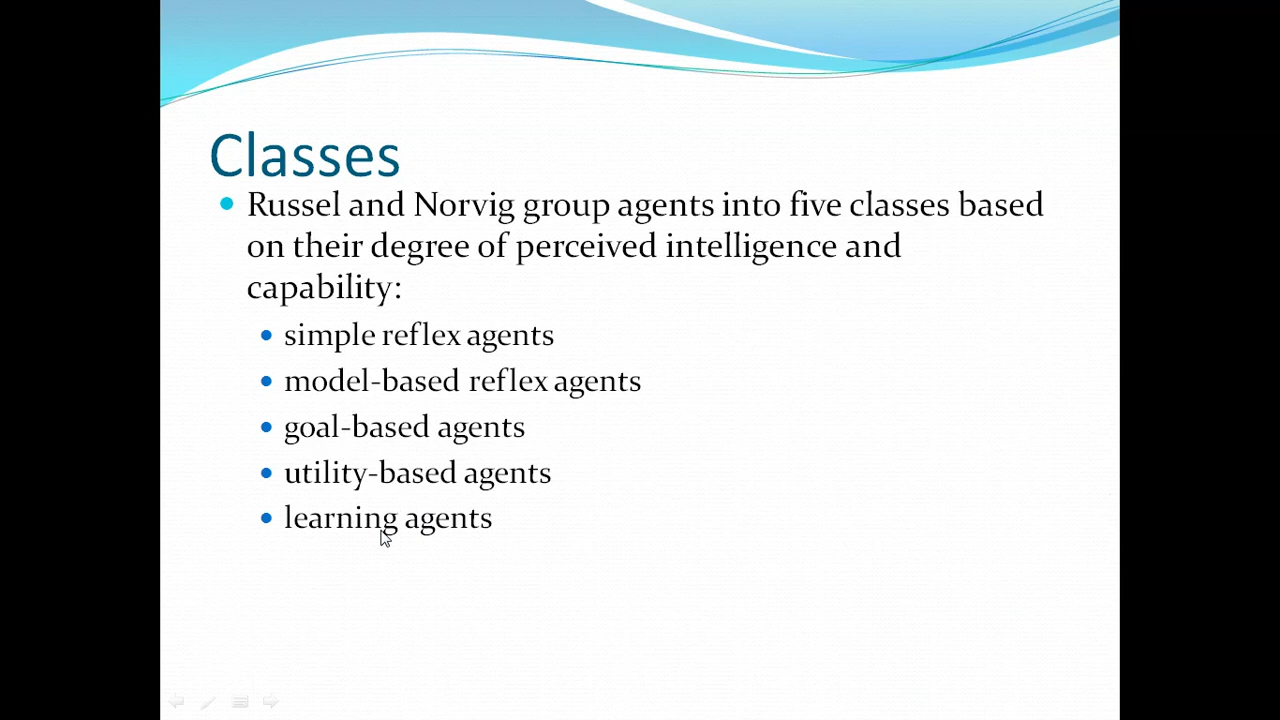 Classes
Russel and Norvig group agents into five classes based
on their degree of perceived intelligence and
capability:
simple reflex agents
model-based reflex agents
goal-based agents
utility-based agents
learning agents